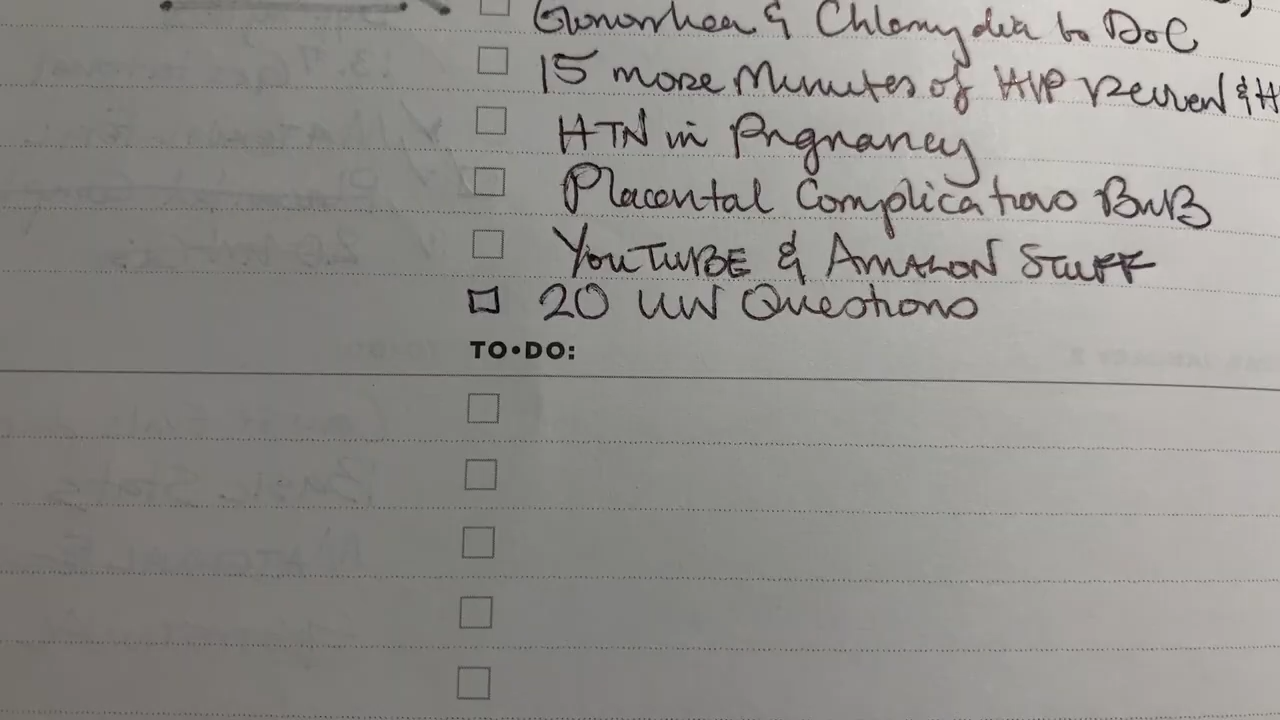 Gonorrhea & Chlamydia to DoC
15 more Minutes of HVP Review & H
HTN in Prgnancy
Placental Complications BnB
YouTUBE & AMAZON STUFF
20 UW Questions
TO•DO: